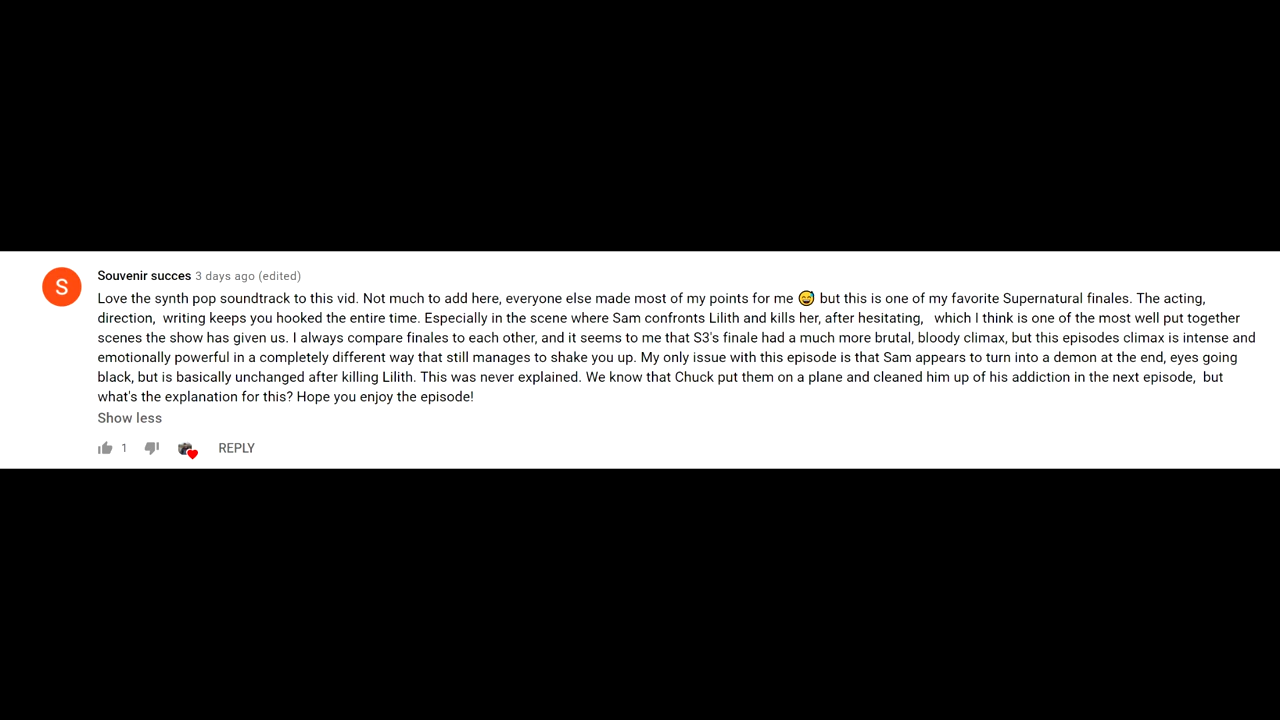 S
Souvenir succes 3 days ago (edited)
Love the synth pop soundtrack to this vid. Not much to add here, everyone else made most of my points for me 😅 but this is one of my favorite Supernatural finales. The acting,
direction,  writing keeps you hooked the entire time. Especially in the scene where Sam confronts Lilith and kills her, after hesitating,   which I think is one of the most well put together
scenes the show has given us. I always compare finales to each other, and it seems to me that S3's finale had a much more brutal, bloody climax, but this episodes climax is intense and
emotionally powerful in a completely different way that still manages to shake you up. My only issue with this episode is that Sam appears to turn into a demon at the end, eyes going
black, but is basically unchanged after killing Lilith. This was never explained. We know that Chuck put them on a plane and cleaned him up of his addiction in the next episode,  but
what's the explanation for this? Hope you enjoy the episode!
Show less
1 REPLY